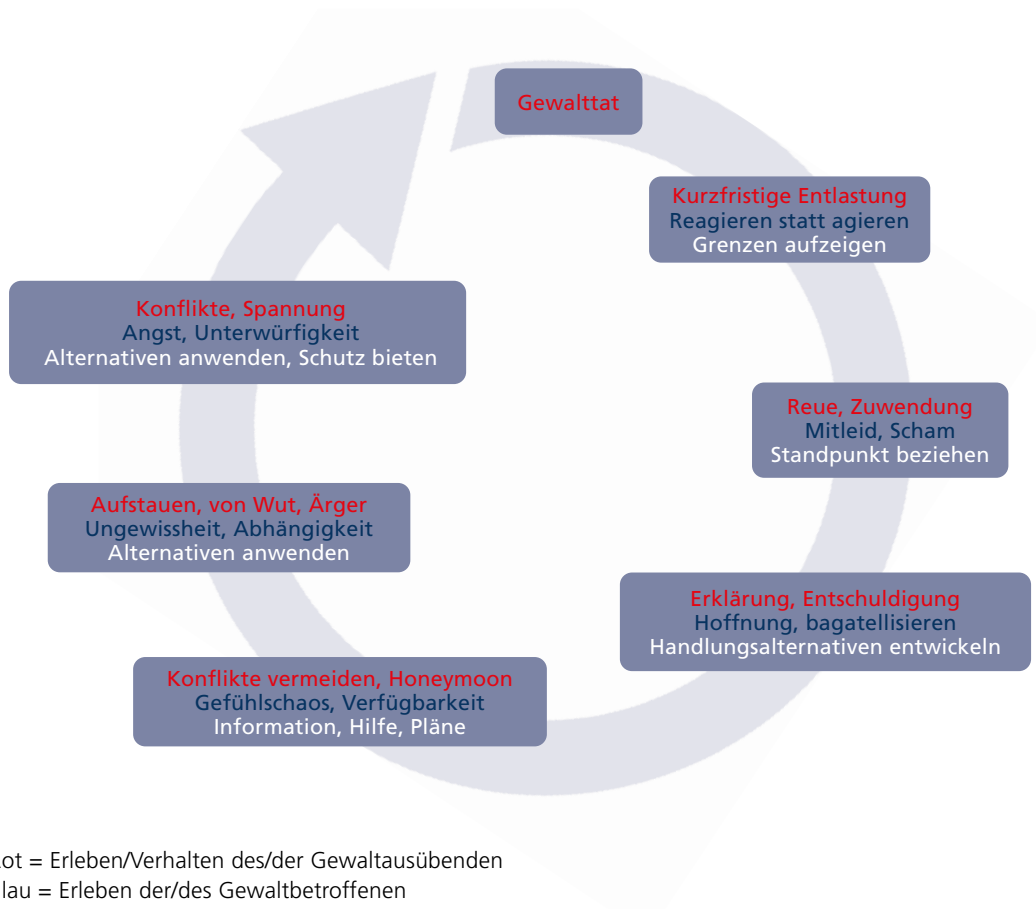 Gewalttat
Kurzfristige Entlastung
Reagieren statt agieren
Grenzen aufzeigen
Reue, Zuwendung
Mitleid, Scham
Standpunkt beziehen
Erklärung, Entschuldigung
Hoffnung, bagatellisieren
Handlungsalternativen entwickeln
Konflikte vermeiden, Honeymoon
Gefühlschaos, Verfügbarkeit
Information, Hilfe, Pläne
Aufstauen, von Wut, Ärger
Ungewissheit, Abhängigkeit
Alternativen anwenden
Konflikte, Spannung
Angst, Unterwürfigkeit
Alternativen anwenden, Schutz bieten
ot = Erleben/Verhalten des/der Gewaltausübenden
lau = Erleben der/des Gewaltbetroffenen